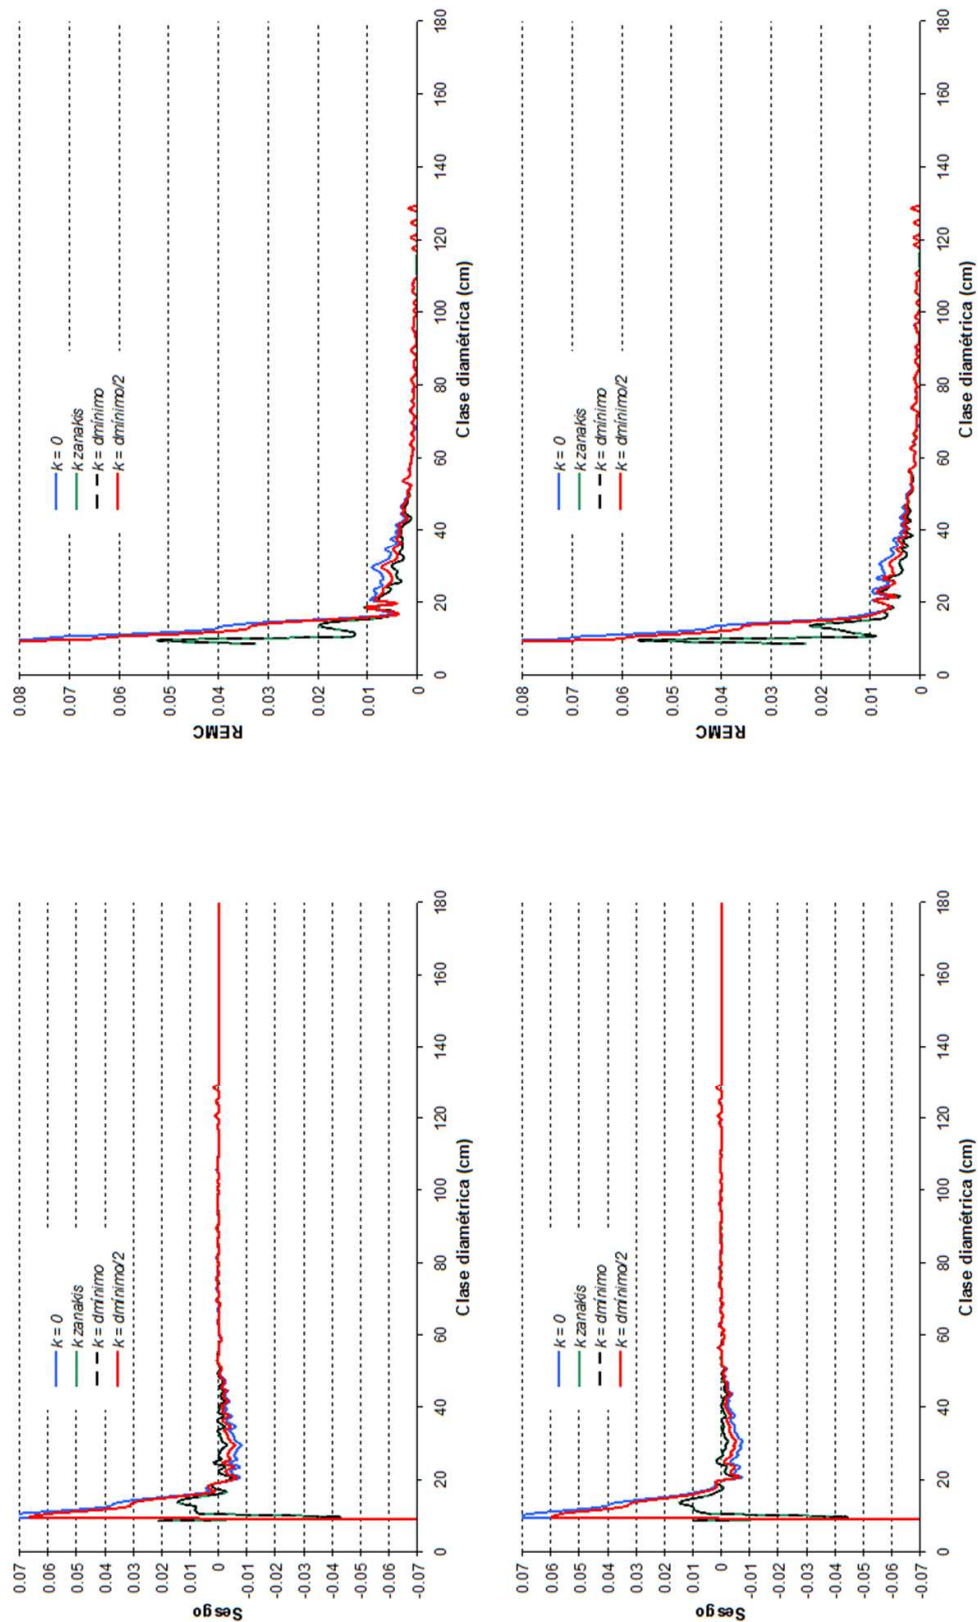 Sesgo
0.07
0.06
0.05
0.04
0.03
0.02
0.01
0
-0.01
-0.02
-0.03
-0.04
-0.05
-0.06
-0.07
k = 0
k zanakis
k = dmínimo
k = dmínimo/2
0 20 40 60 80 100 120 140 160 180
Clase diamétrica (cm)
REMC
0.08
0.07
0.06
0.05
0.04
0.03
0.02
0.01
0
k = 0
k zanakis
k = dmínimo
k = dmínimo/2
0 20 40 60 80 100 120 140 160 180
Clase diamétrica (cm)
Sesgo
0.07
0.06
0.05
0.04
0.03
0.02
0.01
0
-0.01
-0.02
-0.03
-0.04
-0.05
-0.06
-0.07
k = 0
k zanakis
k = dmínimo
k = dmínimo/2
0 20 40 60 80 100 120 140 160 180
Clase diamétrica (cm)
REMC
0.08
0.07
0.06
0.05
0.04
0.03
0.02
0.01
0
k = 0
k zanakis
k = dmínimo
k = dmínimo/2
0 20 40 60 80 100 120 140 160 180
Clase diamétrica (cm)